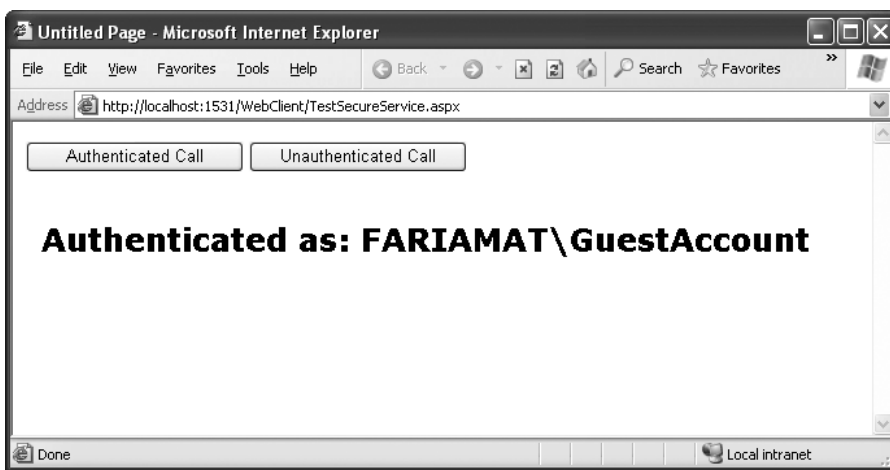 Untitled Page - Microsoft Internet Explorer
File Edit View Favorites Tools Help Back Search Favorites »
Address http://localhost:1531/WebClient/TestSecureService.aspx
Authenticated Call Unauthenticated Call
Authenticated as: FARIAMAT\GuestAccount
Done Local intranet